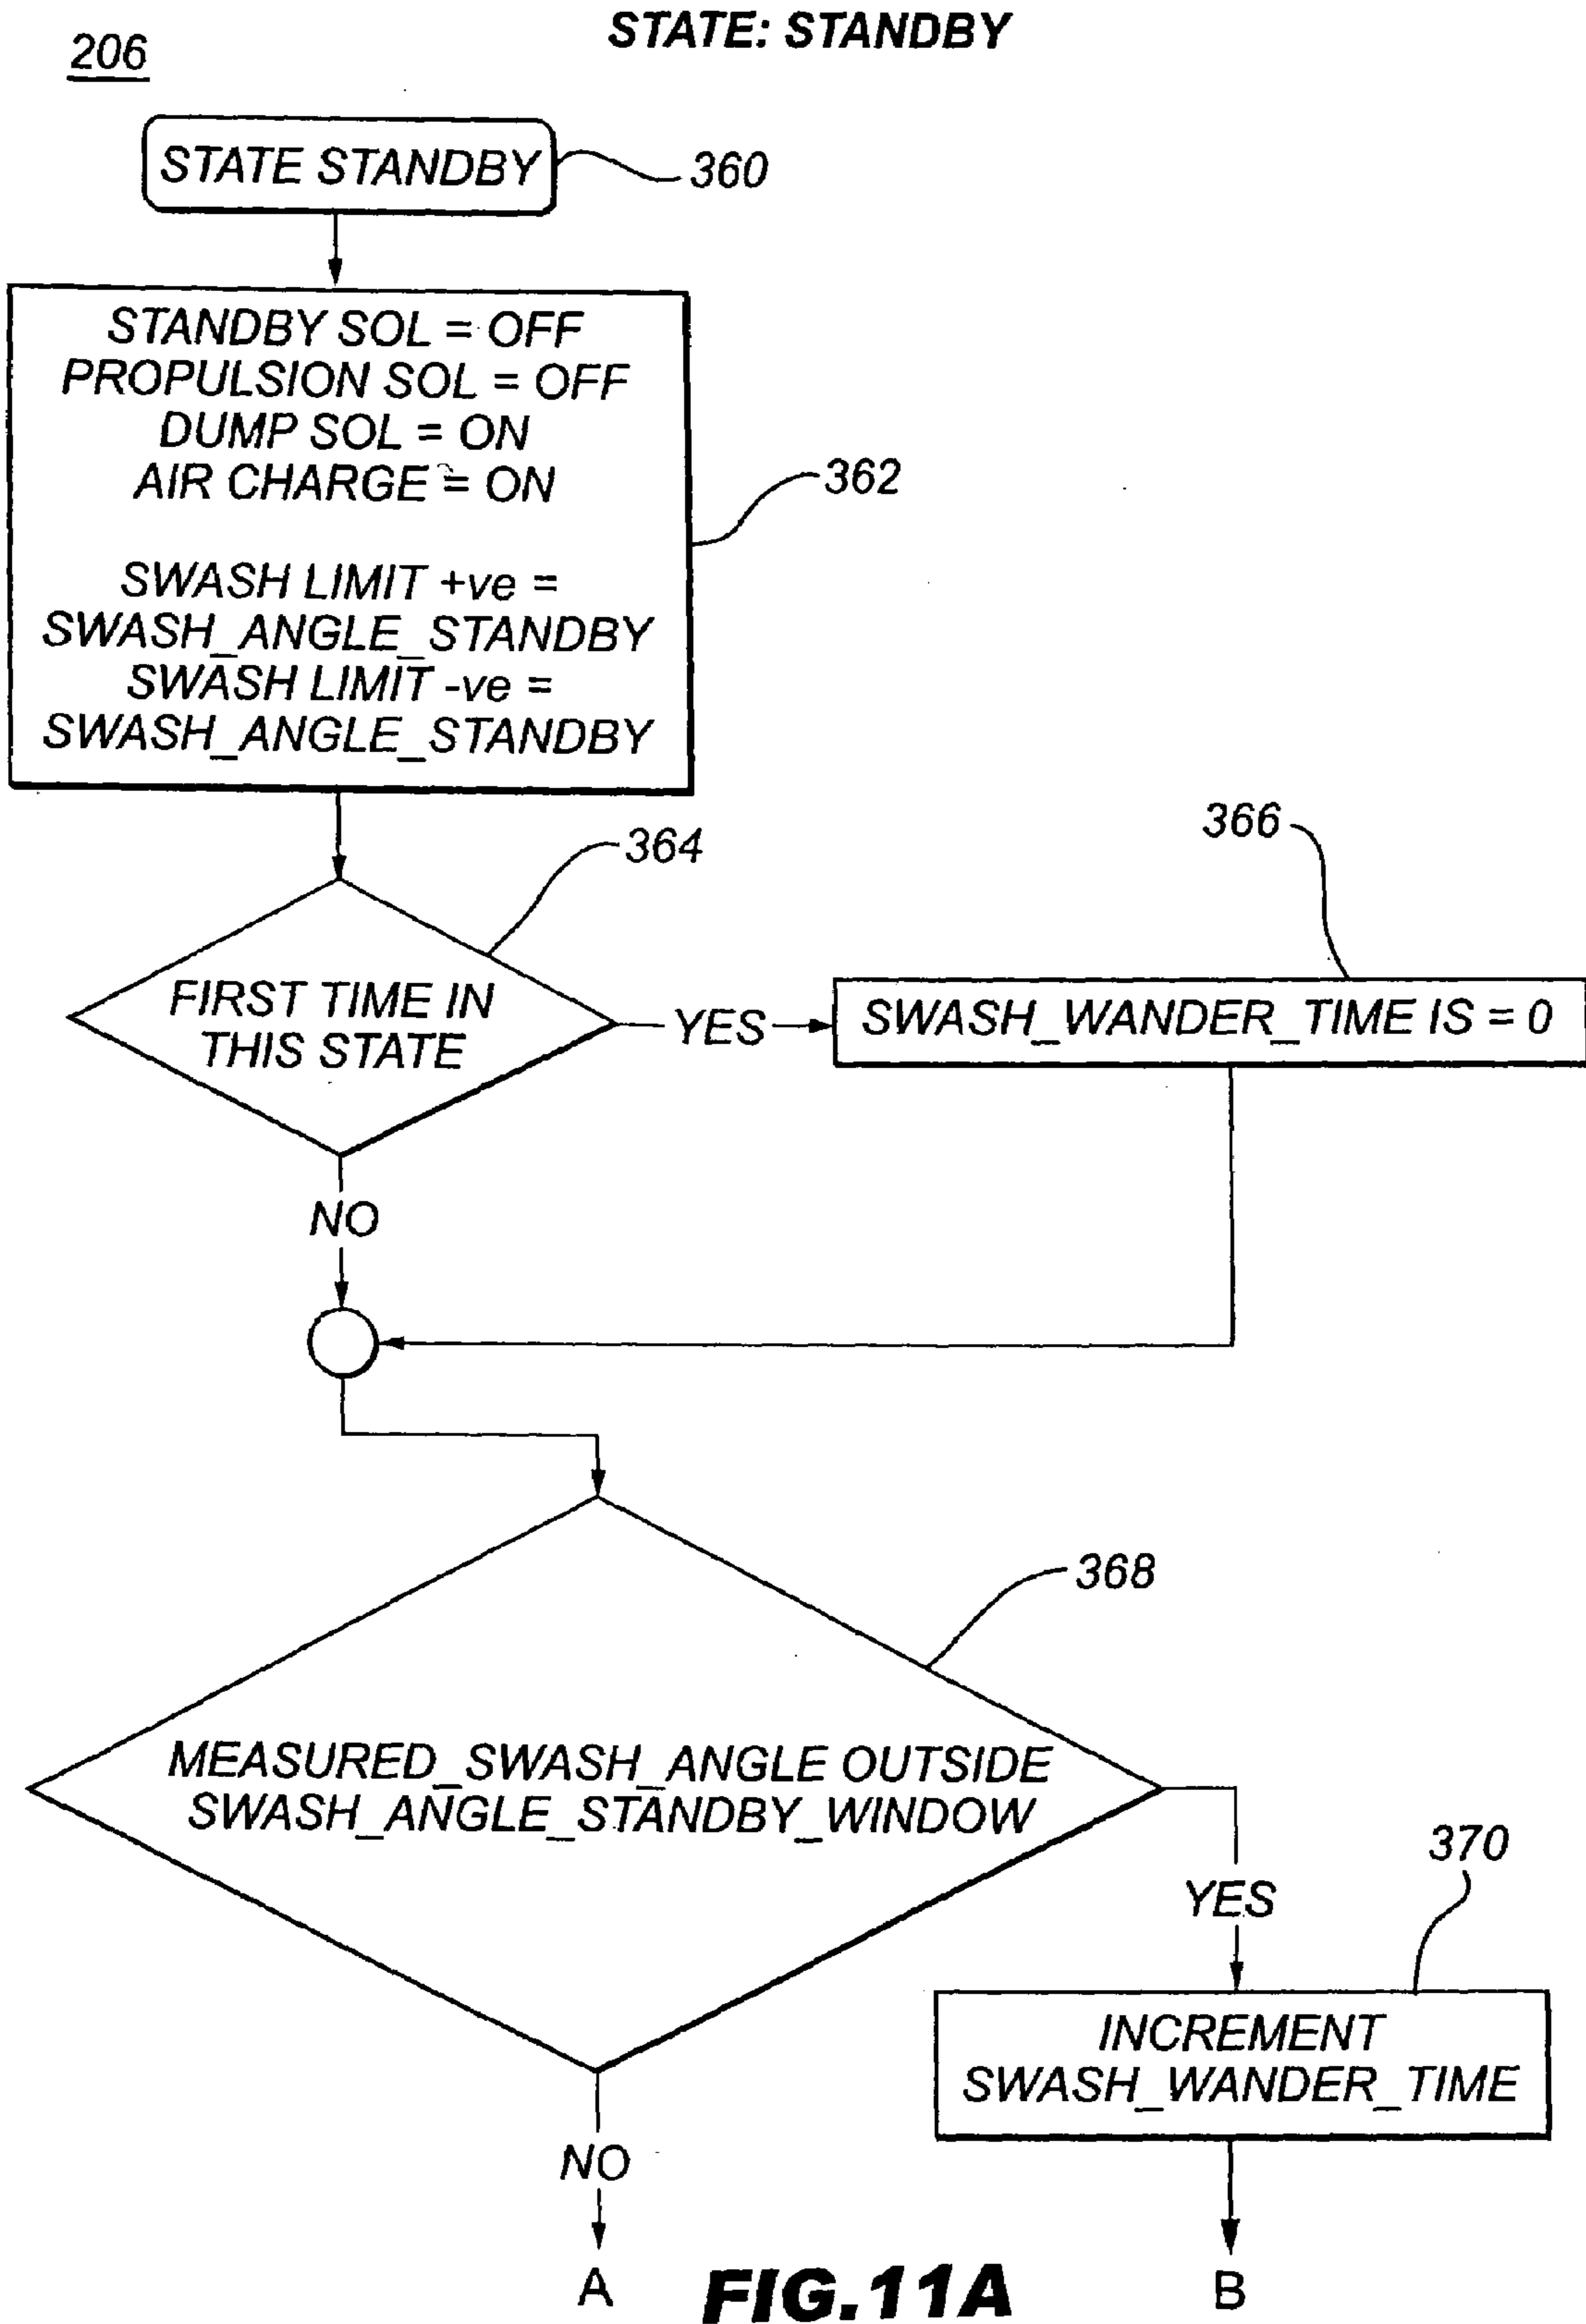 STATE: STANDBY
206
STATE STANDBY
360
STANDBY SOL = OFF
PROPULSION SOL = OFF
DUMP SOL = ON
AIR CHARGE = ON
362
SWASH LIMIT +ve =
SWASH_ANGLE_STANDBY
SWASH LIMIT -ve =
SWASH_ANGLE_STANDBY
364
366
FIRST TIME IN
THIS STATE
YES
SWASH_WANDER_TIME IS = 0
NO
368
MEASURED_SWASH_ANGLE OUTSIDE
SWASH_ANGLE_STANDBY_WINDOW
370
YES
INCREMENT
SWASH_WANDER_TIME
NO
A
B
FIG.11A